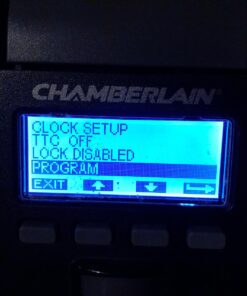 CHAMBERLAIN®
CLOCK SETUP
TTC OFF
LOCK DISABLED
PROGRAM
EXIT